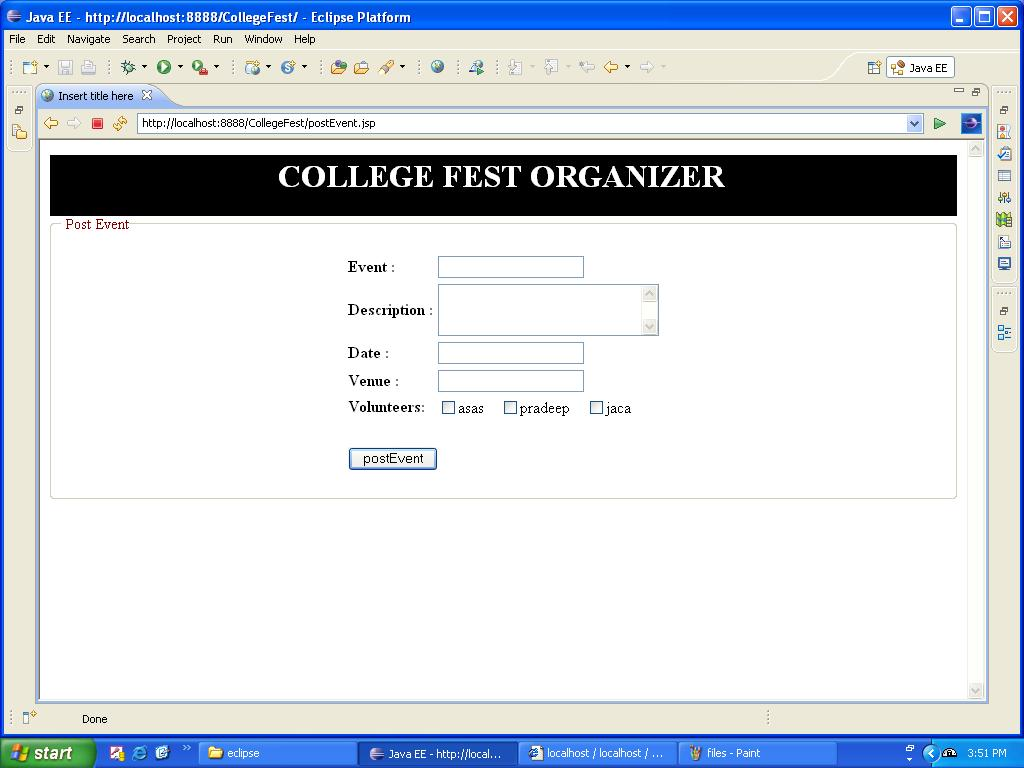 Java EE - http://localhost:8888/CollegeFest/ - Eclipse Platform
File Edit Navigate Search Project Run Window Help
Java EE
Insert title here
http://localhost:8888/CollegeFest/postEvent.jsp
COLLEGE FEST ORGANIZER
Post Event
Event :
Description :
Date :
Venue :
Volunteers: asas pradeep jaca
postEvent
Done
start eclipse Java EE - http://local... localhost / localhost / ... files - Paint 3:51 PM